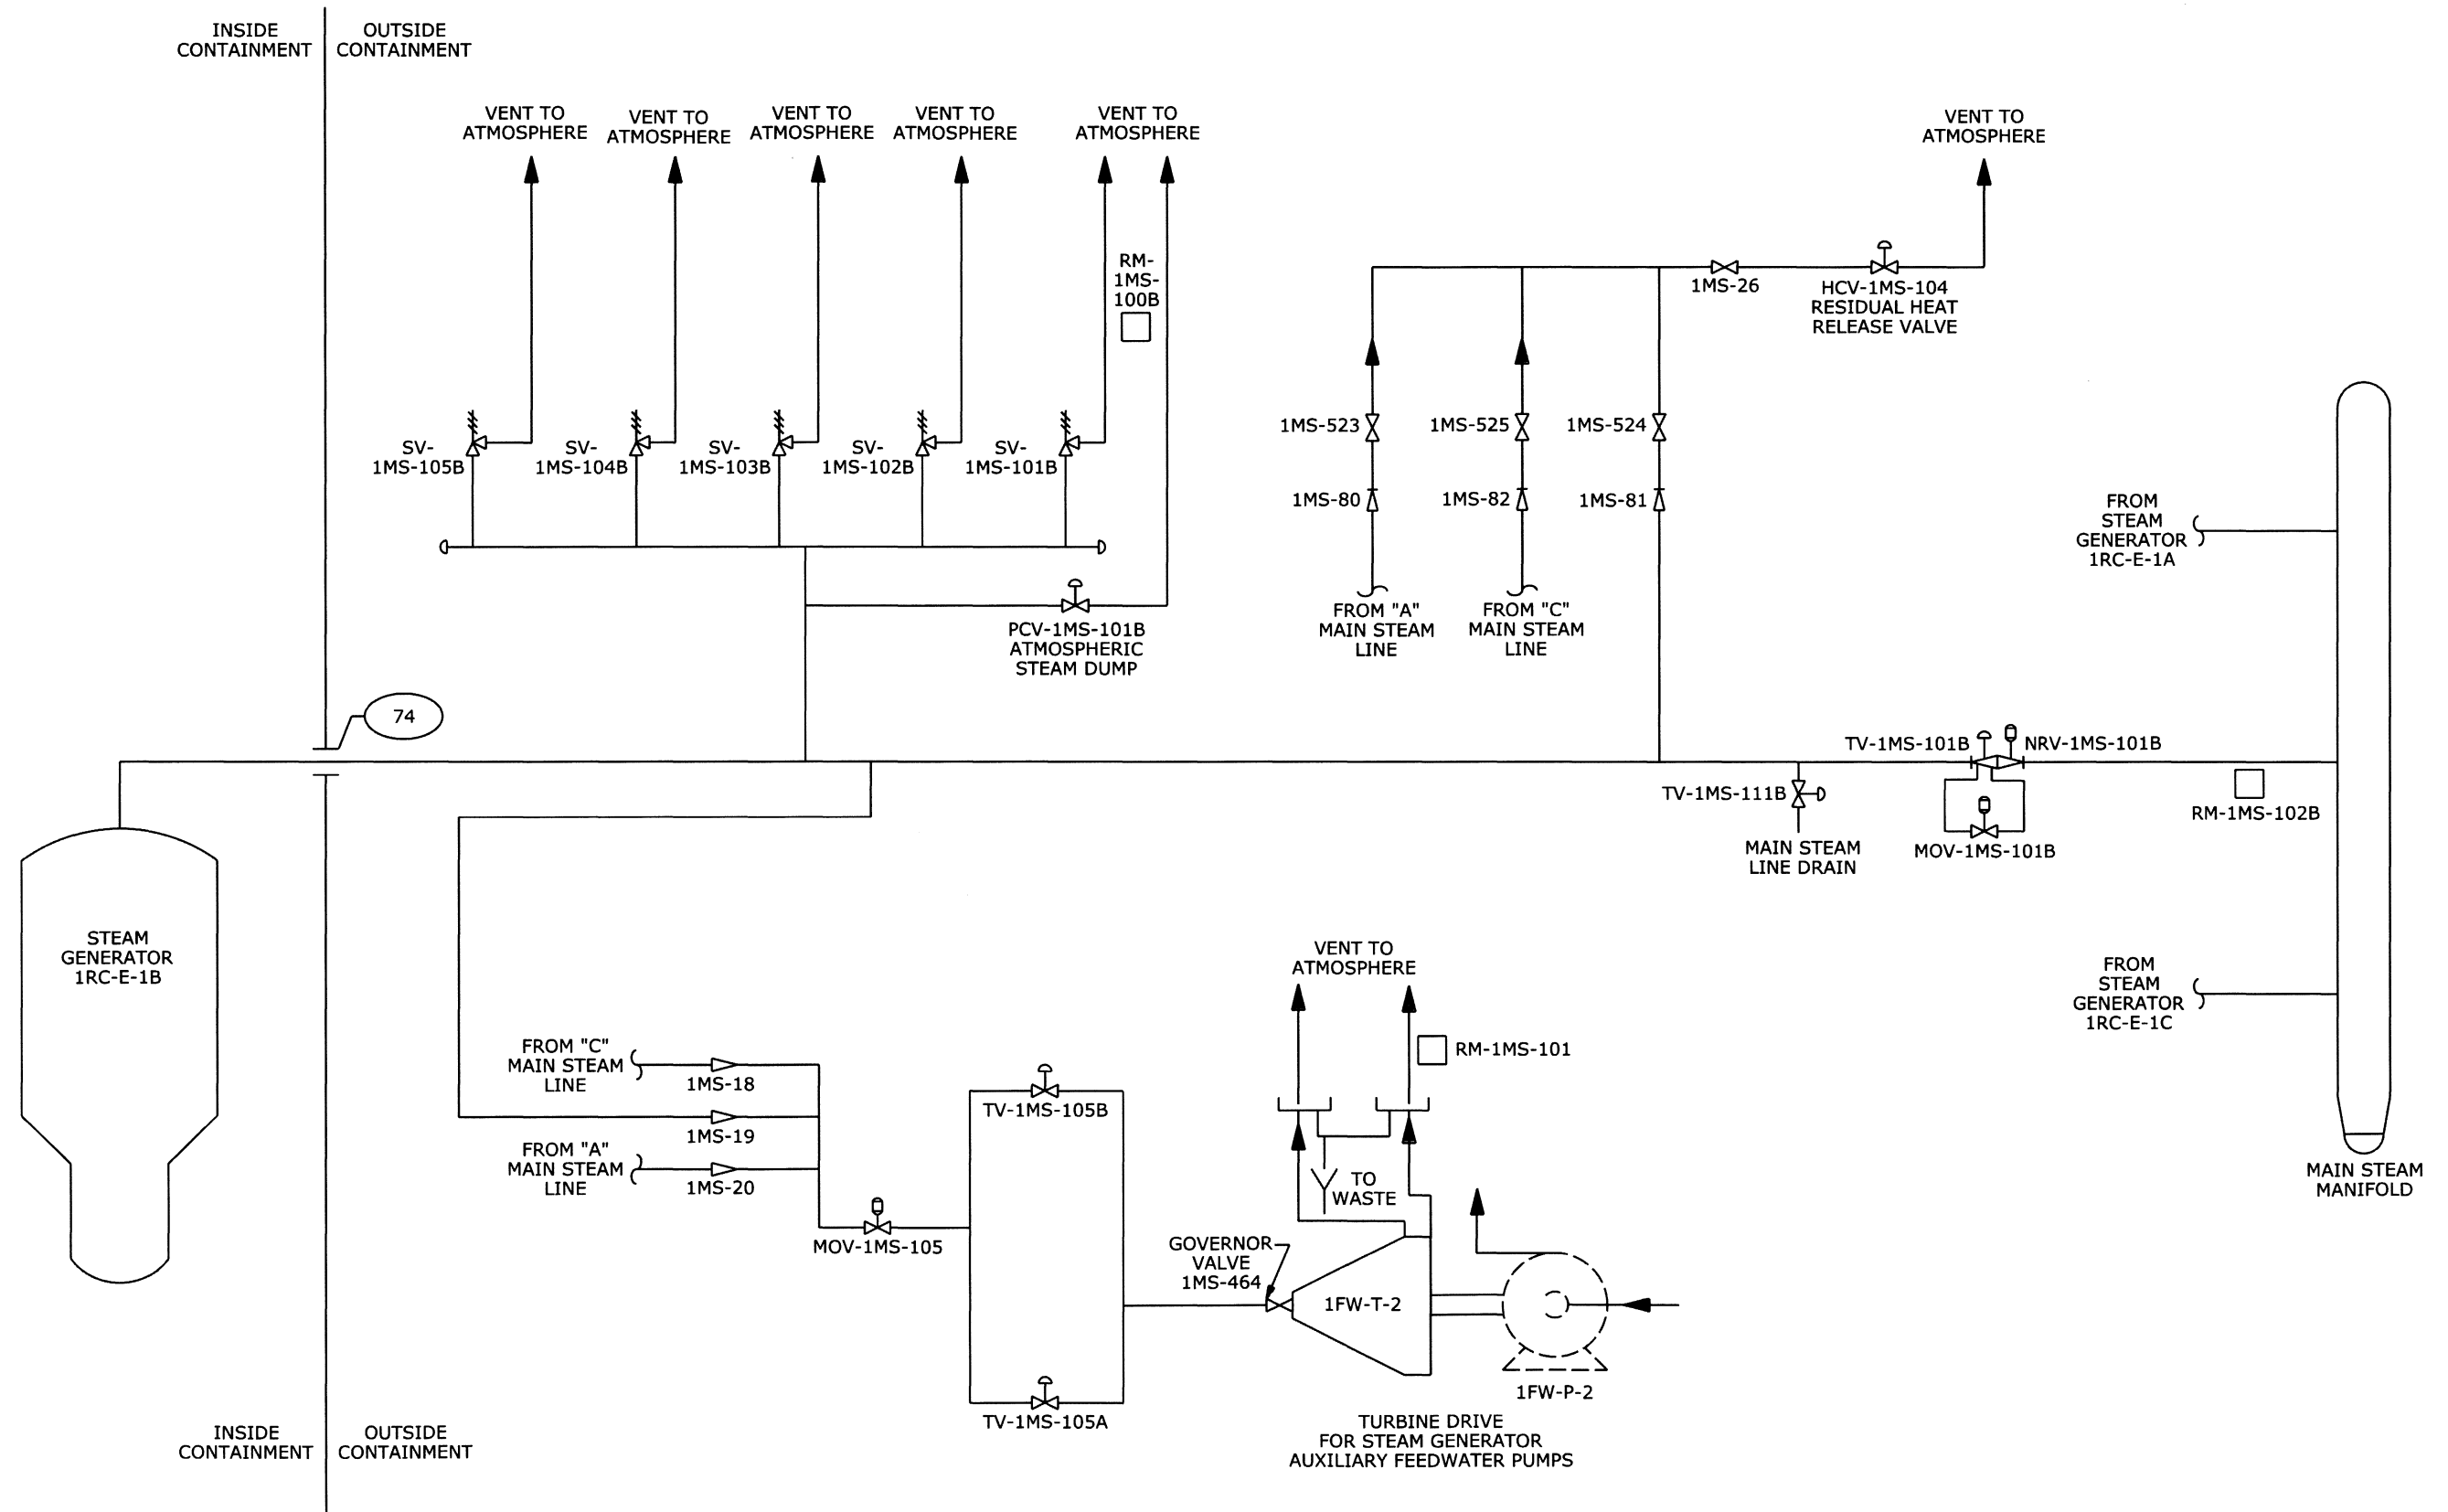 INSIDE
CONTAINMENT
OUTSIDE
CONTAINMENT
VENT TO
ATMOSPHERE
VENT TO
ATMOSPHERE
VENT TO
ATMOSPHERE
VENT TO
ATMOSPHERE
VENT TO
ATMOSPHERE
VENT TO
ATMOSPHERE
RM-
1MS-
100B
1MS-26
HCV-1MS-104
RESIDUAL HEAT
RELEASE VALVE
SV-
1MS-105B
SV-
1MS-104B
SV-
1MS-103B
SV-
1MS-102B
SV-
1MS-101B
1MS-523
1MS-525
1MS-524
1MS-80
1MS-82
1MS-81
FROM
STEAM
GENERATOR
1RC-E-1A
FROM "A"
MAIN STEAM
LINE
FROM "C"
MAIN STEAM
LINE
PCV-1MS-101B
ATMOSPHERIC
STEAM DUMP
74
TV-1MS-101B
NRV-1MS-101B
TV-1MS-111B
RM-1MS-102B
MAIN STEAM
LINE DRAIN
MOV-1MS-101B
STEAM
GENERATOR
1RC-E-1B
VENT TO
ATMOSPHERE
FROM
STEAM
GENERATOR
1RC-E-1C
FROM "C"
MAIN STEAM
LINE
1MS-18
1MS-19
FROM "A"
MAIN STEAM
LINE
1MS-20
TV-1MS-105B
RM-1MS-101
TO
WASTE
MAIN STEAM
MANIFOLD
MOV-1MS-105
GOVERNOR
VALVE
1MS-464
1FW-T-2
1FW-P-2
TV-1MS-105A
TURBINE DRIVE
FOR STEAM GENERATOR
AUXILIARY FEEDWATER PUMPS
INSIDE
CONTAINMENT
OUTSIDE
CONTAINMENT